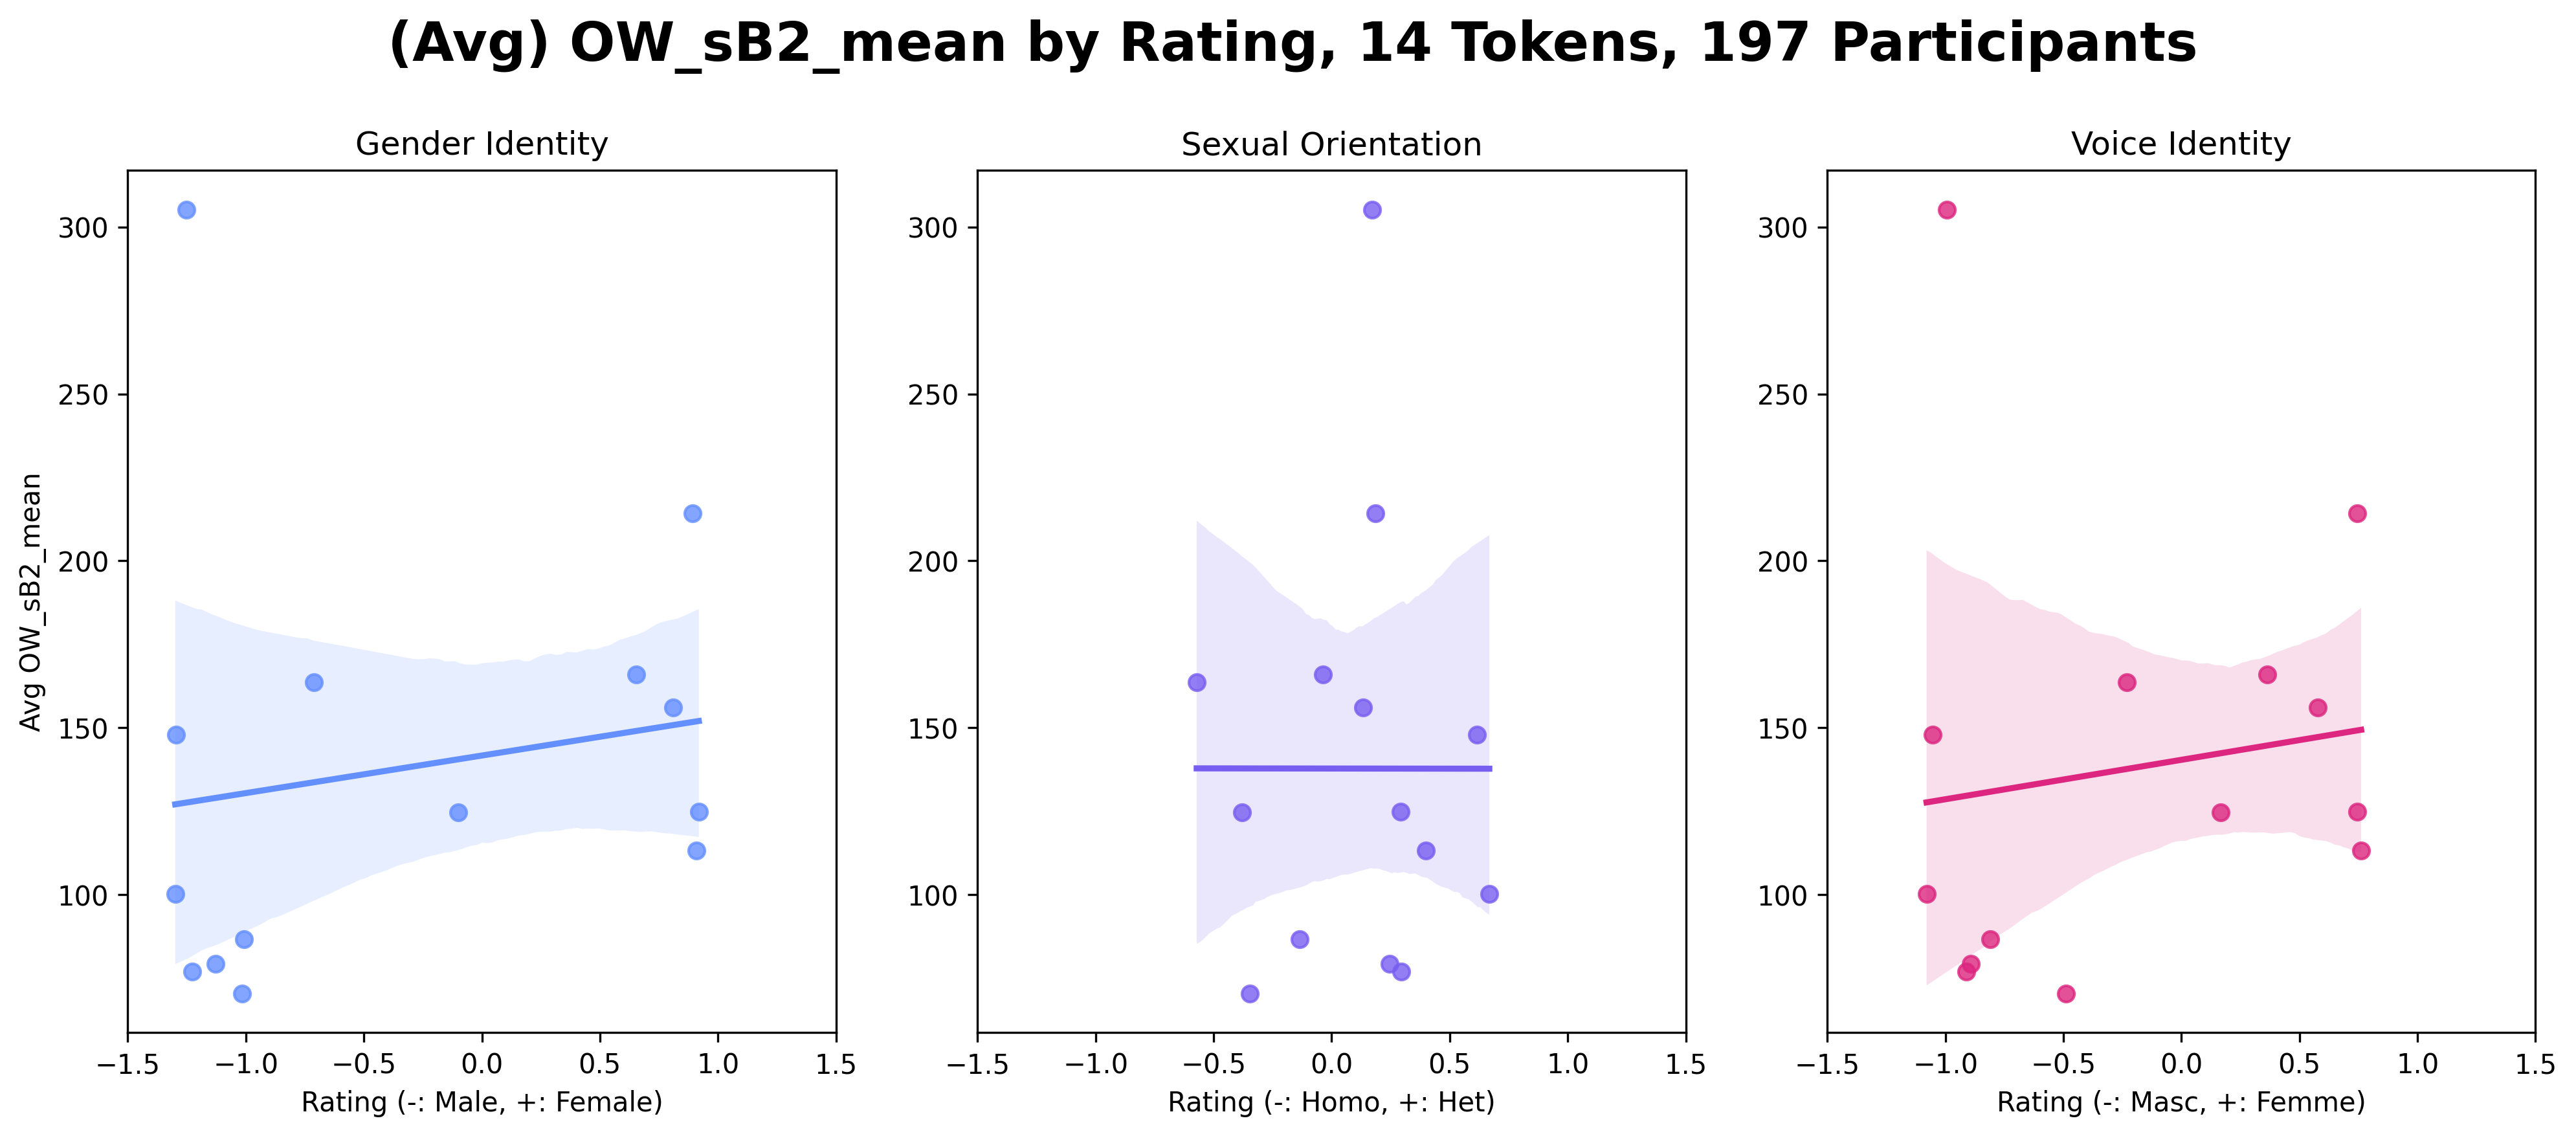 (Avg) OW_sB2_mean by Rating, 14 Tokens, 197 Participants
Gender Identity
Sexual Orientation
Voice Identity
Avg OW_sB2_mean
300
250
200
150
100
−1.5 −1.0 −0.5 0.0 0.5 1.0 1.5
Rating (-: Male, +: Female)
300
250
200
150
100
−1.5 −1.0 −0.5 0.0 0.5 1.0 1.5
Rating (-: Homo, +: Het)
300
250
200
150
100
−1.5 −1.0 −0.5 0.0 0.5 1.0 1.5
Rating (-: Masc, +: Femme)